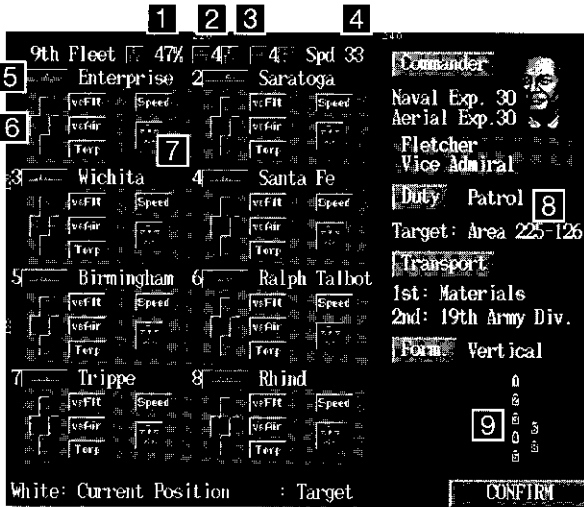 1 2 3 4
9th Fleet 47% 4 4 Spd 33
5 Enterprise 2 Saratoga
6 vsFlt Speed vsFlt Speed
vsAir 7 vsAir
Torp Torp
3 Wichita 4 Santa Fe
vsFlt Speed vsFlt Speed
vsAir vsAir
Torp Torp
5 Birmingham 6 Ralph Talbot
vsFlt Speed vsFlt Speed
vsAir vsAir
Torp Torp
7 Trippe 8 Rhind
vsFlt Speed vsFlt Speed
vsAir vsAir
Torp Torp
White: Current Position : Target
Commander
Naval Exp. 30
Aerial Exp. 30
Fletcher
Vice Admiral
Duty Patrol 8
Target: Area 225-126
Transport
1st: Materials
2nd: 19th Army Div.
Form. Vertical
9
CONFIRM